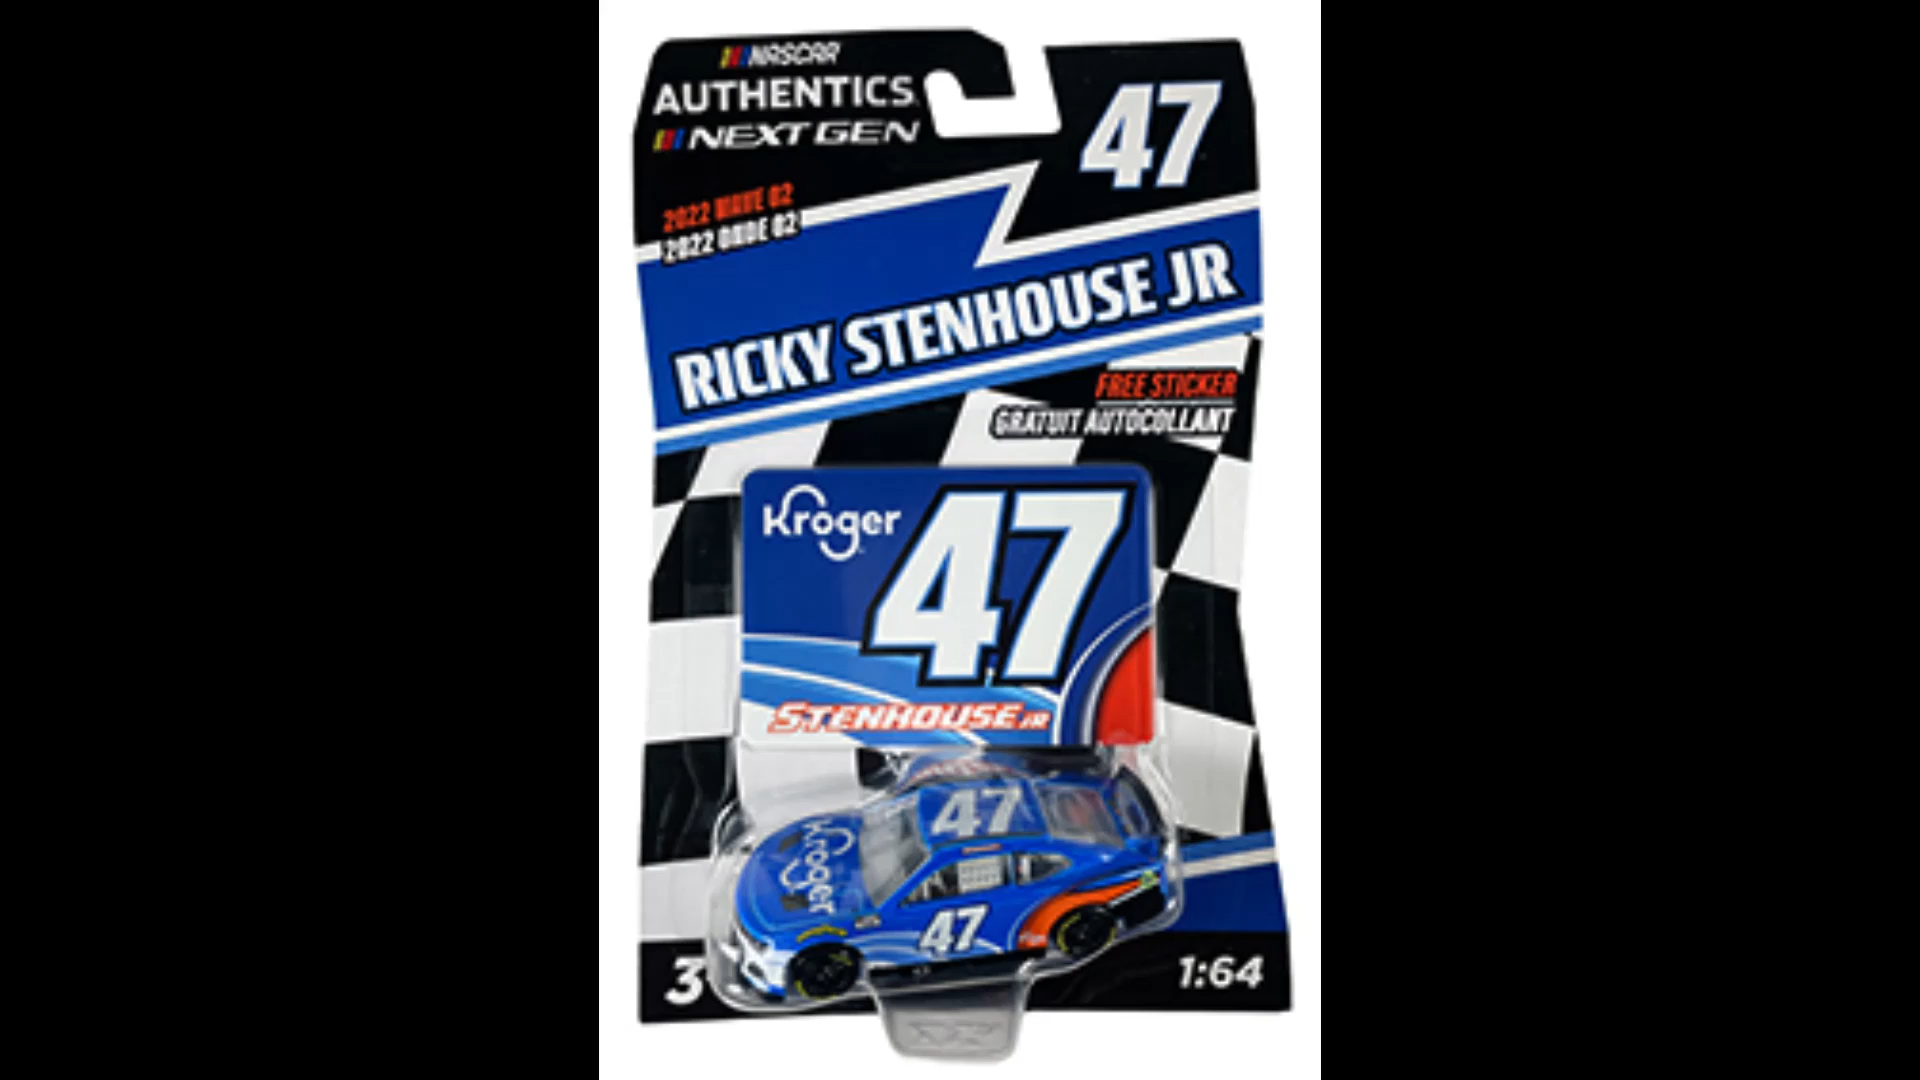 NASCAR
AUTHENTICS
47
NEXT GEN
2022 WAVE 02
2022 ONDE 02
RICKY STENHOUSE JR
FREE STICKER
GRATUIT AUTOCOLLANT
Kroger
47
STENHOUSE JR
47
Kroger
47
3
1:64